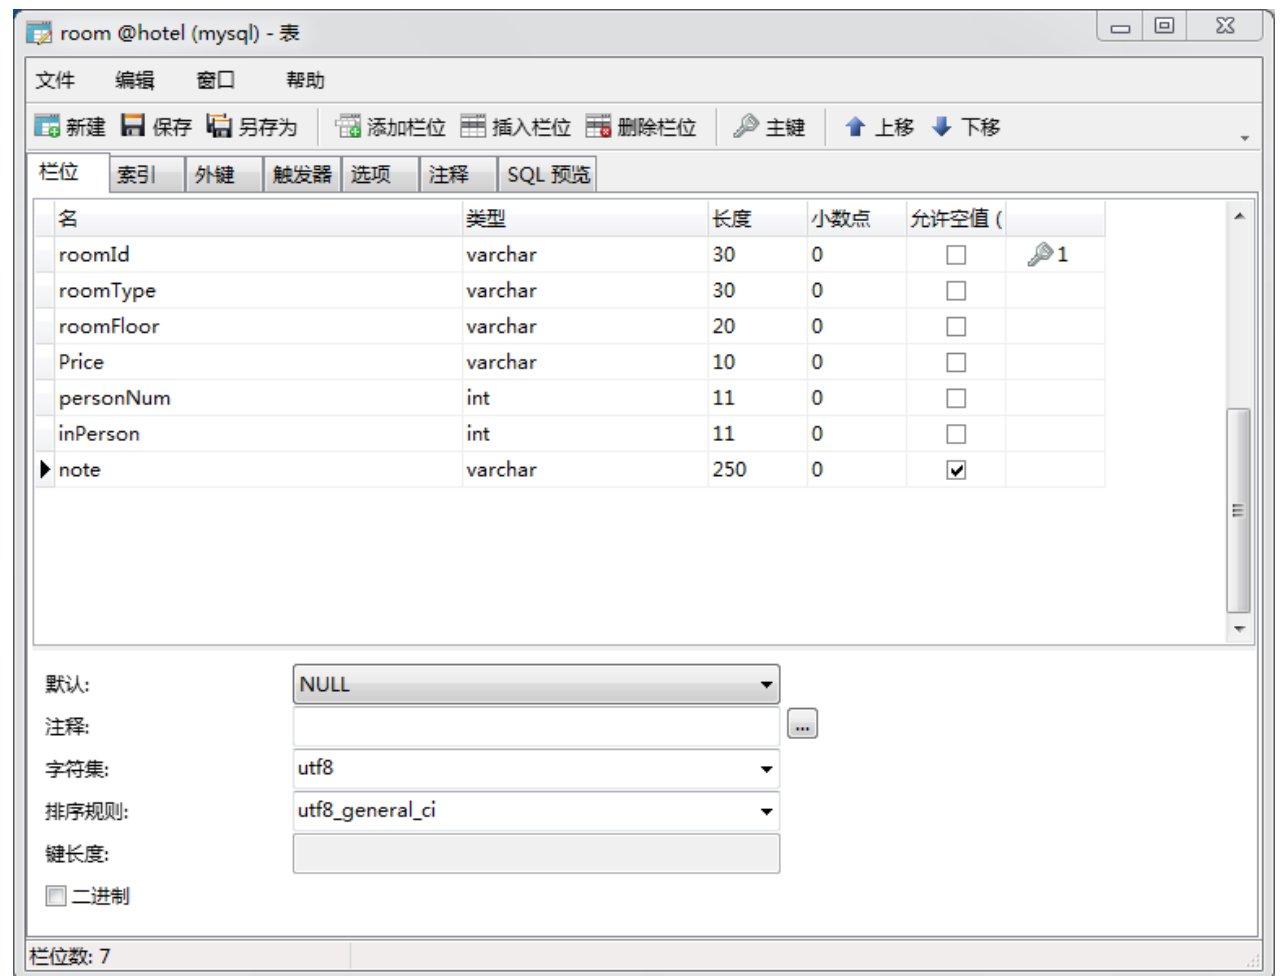 room @hotel (mysql) - 表
文件 编辑 窗口 帮助
新建 保存 另存为 添加栏位 插入栏位 删除栏位 主键 上移 下移
栏位 索引 外键 触发器 选项 注释 SQL 预览
名 类型 长度 小数点 允许空值 (
roomId varchar 30 0 1
roomType varchar 30 0
roomFloor varchar 20 0
Price varchar 10 0
personNum int 11 0
inPerson int 11 0
note varchar 250 0
默认: NULL
注释: ...
字符集: utf8
排序规则: utf8_general_ci
键长度:
二进制
栏位数: 7